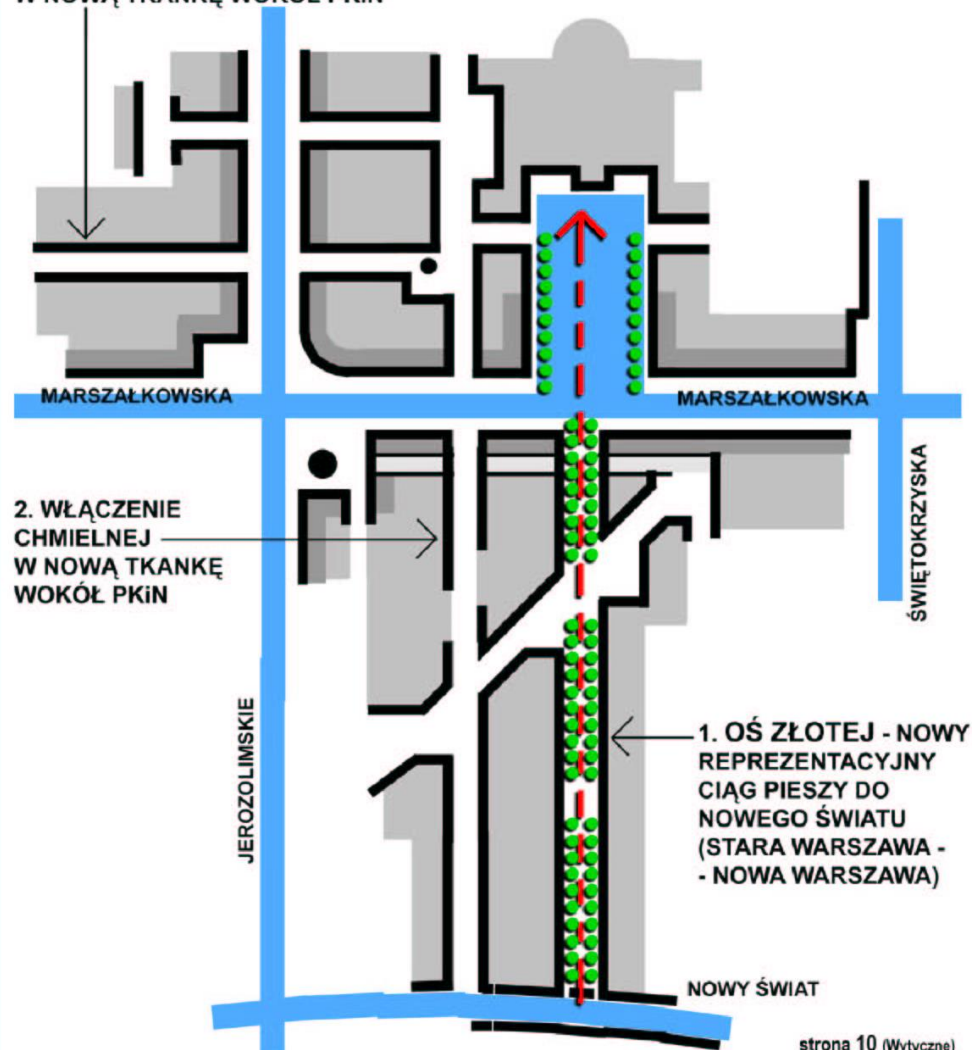 W NOWĄ TKANKĘ WOKÓŁ PKiN
MARSZAŁKOWSKA
MARSZAŁKOWSKA
2. WŁĄCZENIE
CHMIELNEJ
W NOWĄ TKANKĘ
WOKÓŁ PKiN
ŚWIĘTOKRZYSKA
JEROZOLIMSKIE
1. OŚ ZŁOTEJ - NOWY
REPREZENTACYJNY
CIĄG PIESZY DO
NOWEGO ŚWIATU
(STARA WARSZAWA -
- NOWA WARSZAWA)
NOWY ŚWIAT
strona 10 (Wytyczne)